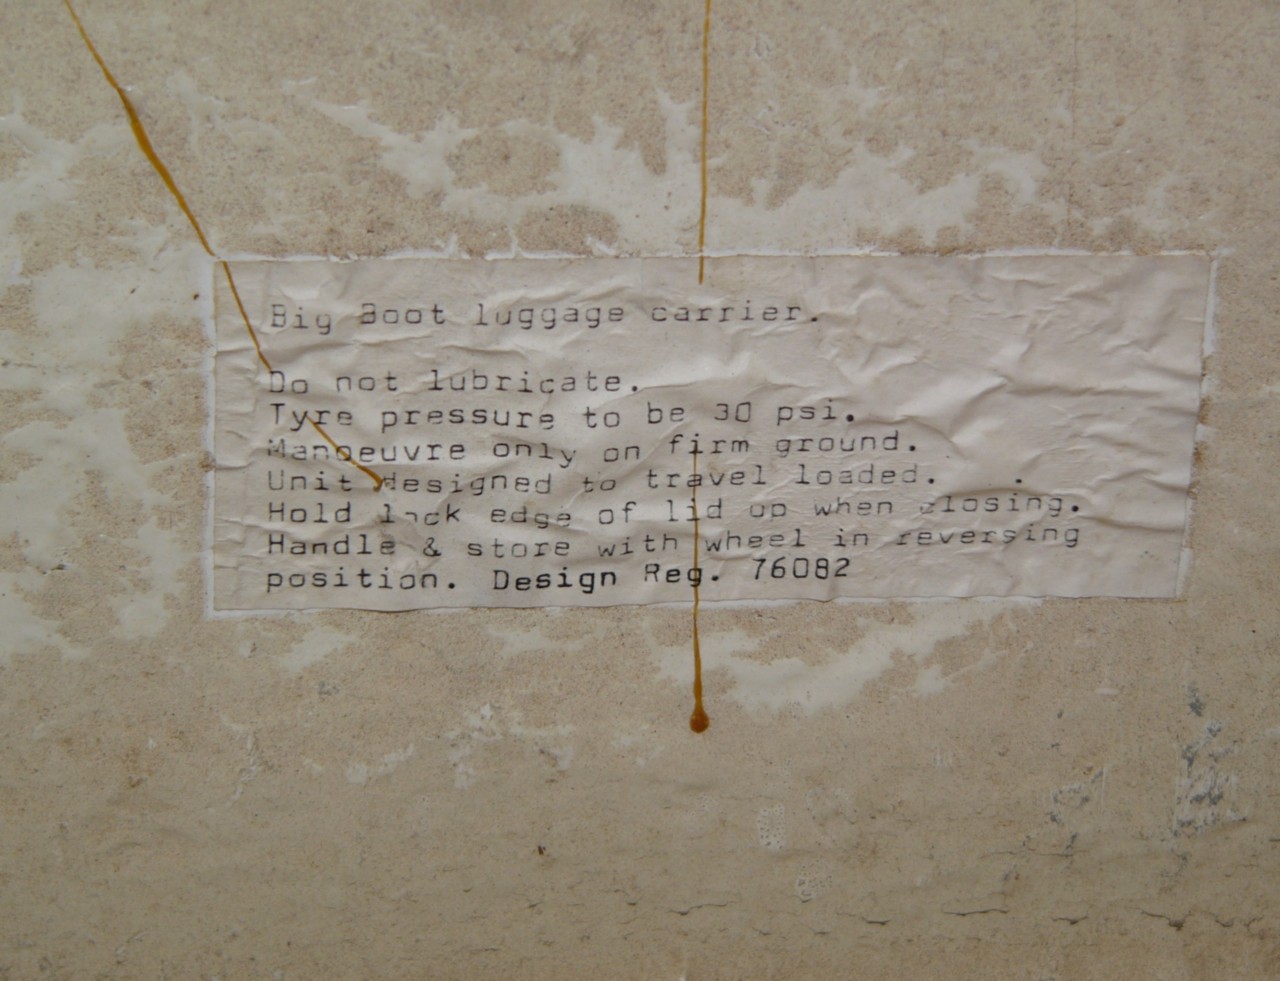 Big Boot luggage carrier.
Do not lubricate.
Tyre pressure to be 30 psi.
Manoeuvre only on firm ground.
Unit designed to travel loaded.
Hold lock edge of lid up when closing.
Handle & store with wheel in reversing
position. Design Reg. 76082